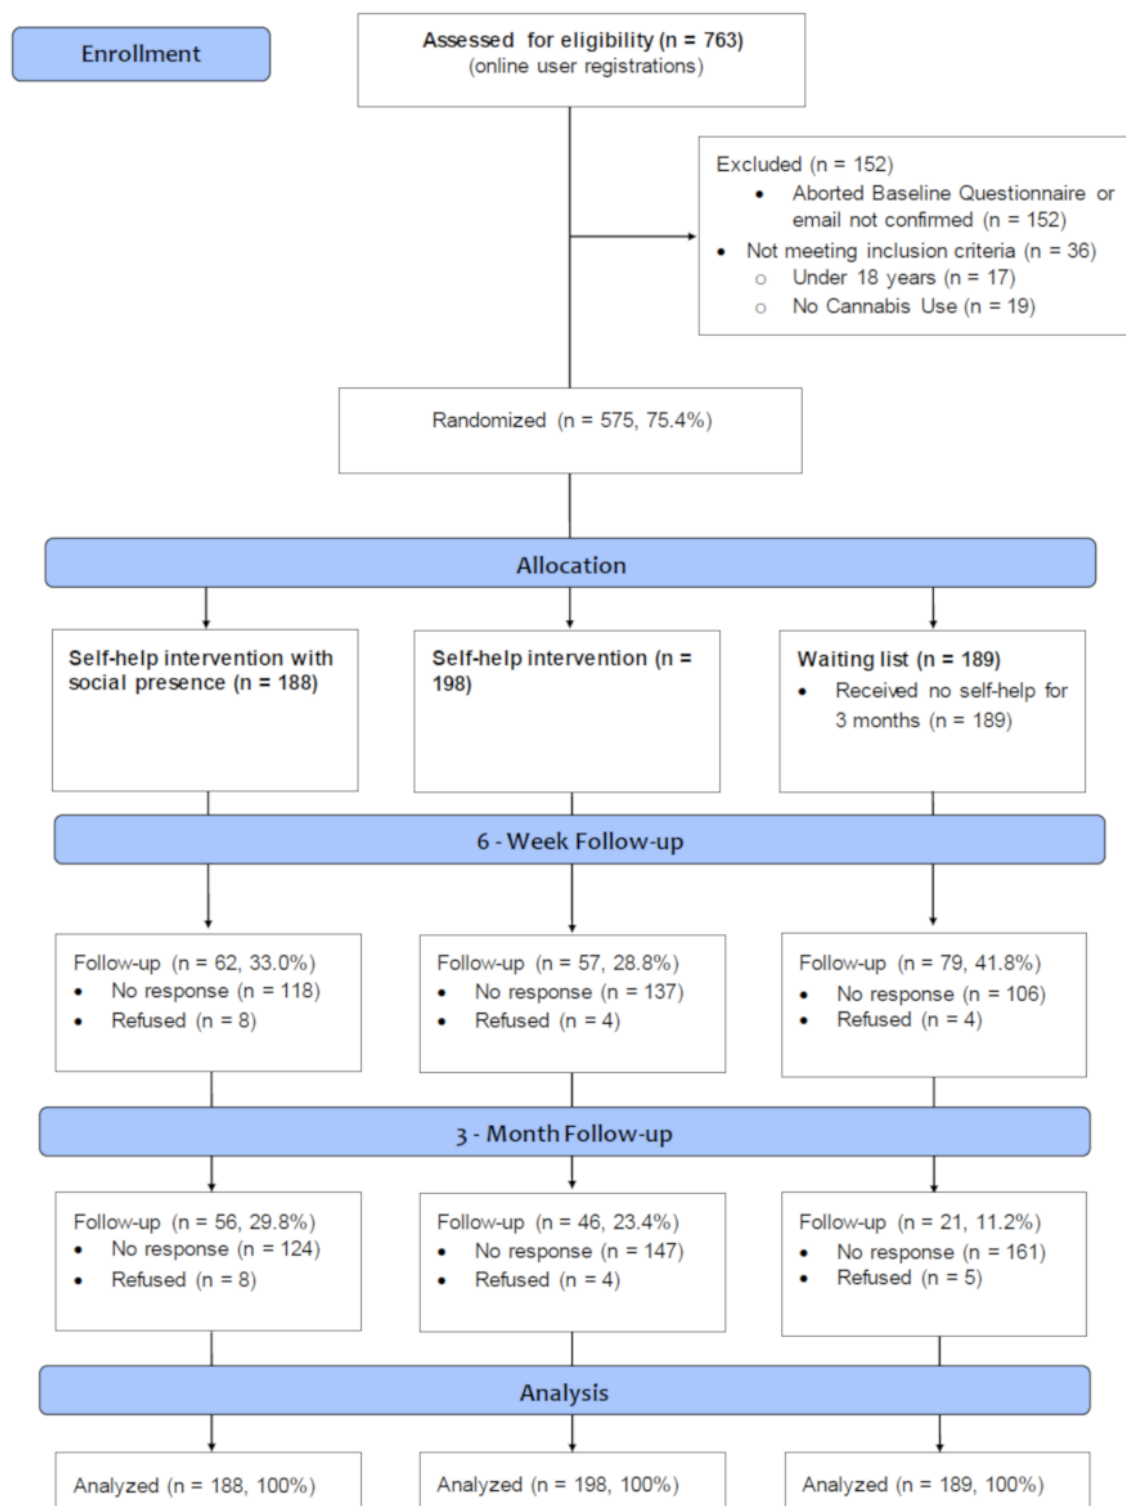 Enrollment
Assessed for eligibility (n = 763)
(online user registrations)
Excluded (n = 152)
• Aborted Baseline Questionnaire or
email not confirmed (n = 152)
• Not meeting inclusion criteria (n = 36)
o Under 18 years (n = 17)
o No Cannabis Use (n = 19)
Randomized (n = 575, 75.4%)
Allocation
Self-help intervention with
social presence (n = 188)
Self-help intervention (n =
198)
Waiting list (n = 189)
• Received no self-help for
3 months (n = 189)
6 - Week Follow-up
Follow-up (n = 62, 33.0%)
• No response (n = 118)
• Refused (n = 8)
Follow-up (n = 57, 28.8%)
• No response (n = 137)
• Refused (n = 4)
Follow-up (n = 79, 41.8%)
• No response (n = 106)
• Refused (n = 4)
3 - Month Follow-up
Follow-up (n = 56, 29.8%)
• No response (n = 124)
• Refused (n = 8)
Follow-up (n = 46, 23.4%)
• No response (n = 147)
• Refused (n = 4)
Follow-up (n = 21, 11.2%)
• No response (n = 161)
• Refused (n = 5)
Analysis
Analyzed (n = 188, 100%)
Analyzed (n = 198, 100%)
Analyzed (n = 189, 100%)